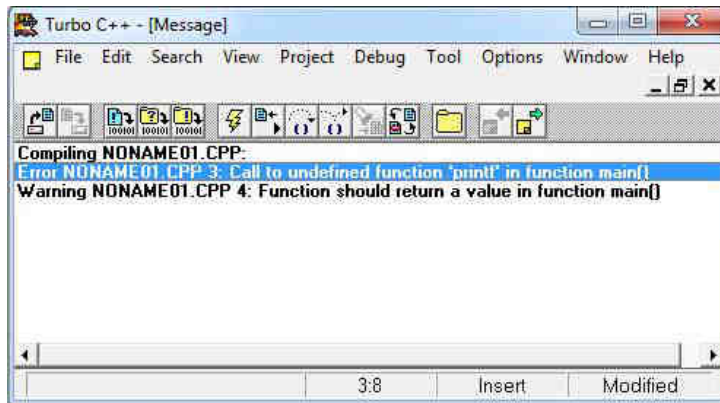 Turbo C++ - [Message]
File Edit Search View Project Debug Tool Options Window Help
Compiling NONAME01.CPP:
Error NONAME01.CPP 3: Call to undefined function 'printf' in function main()
Warning NONAME01.CPP 4: Function should return a value in function main()
3:8 Insert Modified